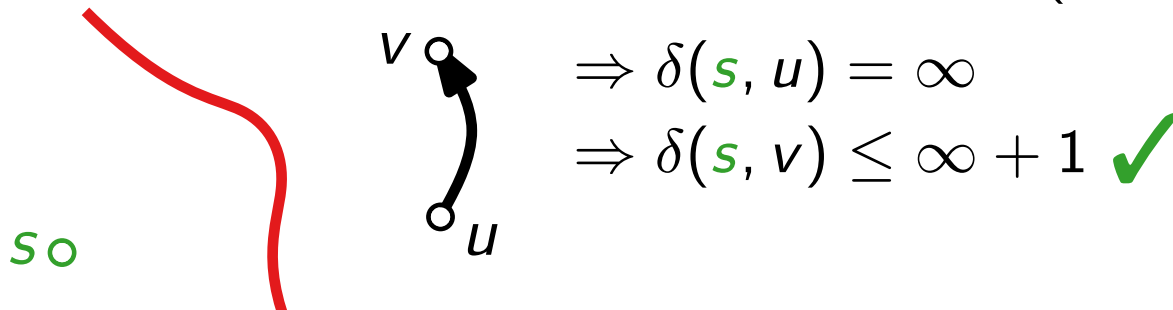 v
⇒ δ(s, u) = ∞
⇒ δ(s, v) ≤ ∞ + 1 ✓
u
s